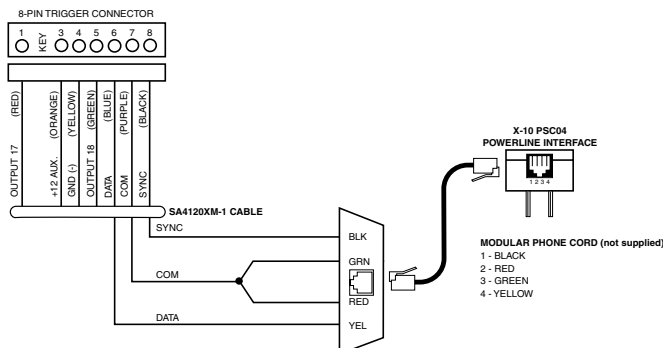 8-PIN TRIGGER CONNECTOR
1 KEY 3 4 5 6 7 8
OUTPUT 17 (RED)
+12 AUX. (ORANGE)
GND (-) (YELLOW)
OUTPUT 18 (GREEN)
DATA (BLUE)
COM (PURPLE)
SYNC (BLACK)
SA4120XM-1 CABLE
SYNC
COM
DATA
BLK
GRN
RED
YEL
X-10 PSC04
POWERLINE INTERFACE
1 2 3 4
MODULAR PHONE CORD (not supplied)
1 - BLACK
2 - RED
3 - GREEN
4 - YELLOW